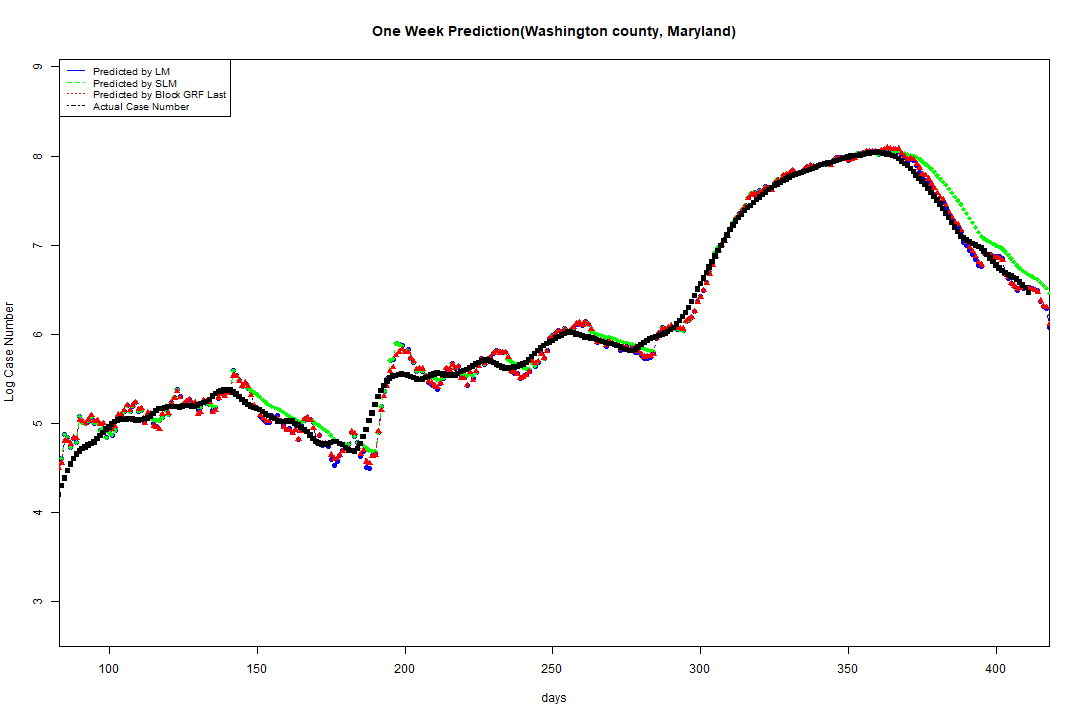 One Week Prediction(Washington county, Maryland)
Predicted by LM
Predicted by SLM
Predicted by Block GRF Last
Actual Case Number
Log Case Number
9
8
7
6
5
4
3
100 150 200 250 300 350 400
days